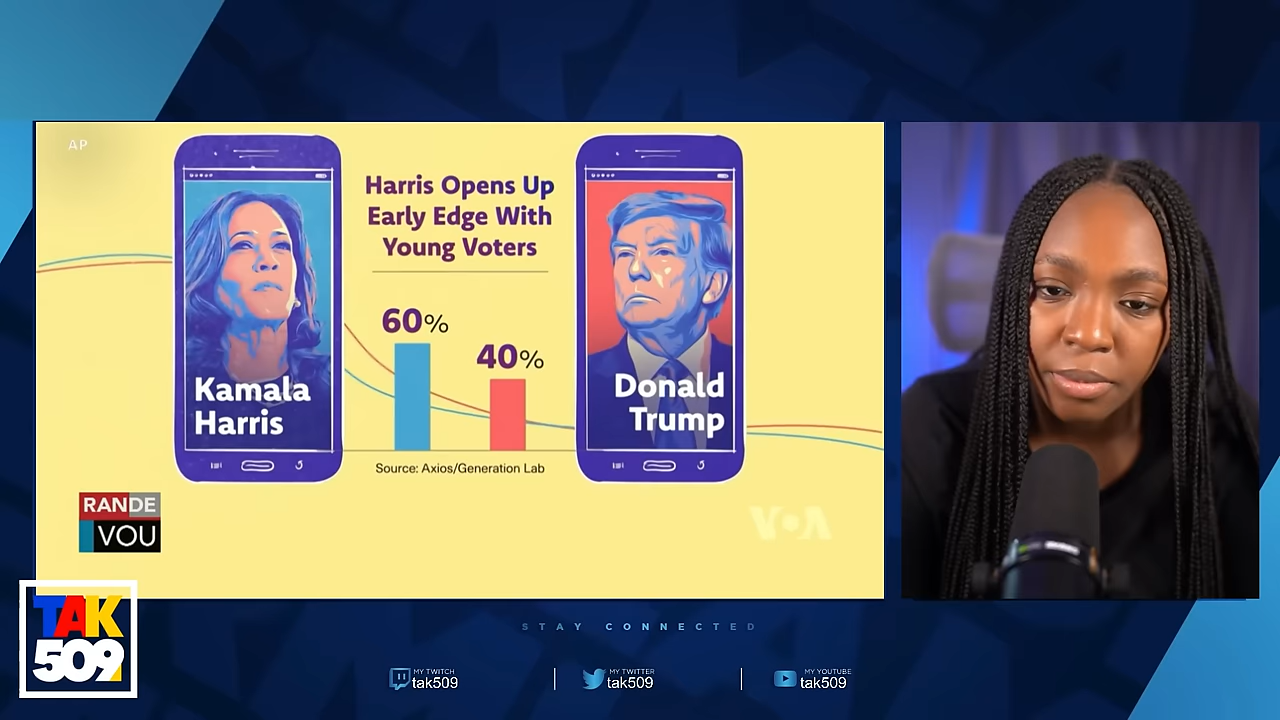 AP
Harris Opens Up
Early Edge With
Young Voters
60%
40%
Kamala
Harris
Donald
Trump
Source: Axios/Generation Lab
RANDE
VOU
VOA
TAK
509
STAY CONNECTED
MY TWITCH
tak509
MY TWITTER
tak509
MY YOUTUBE
tak509